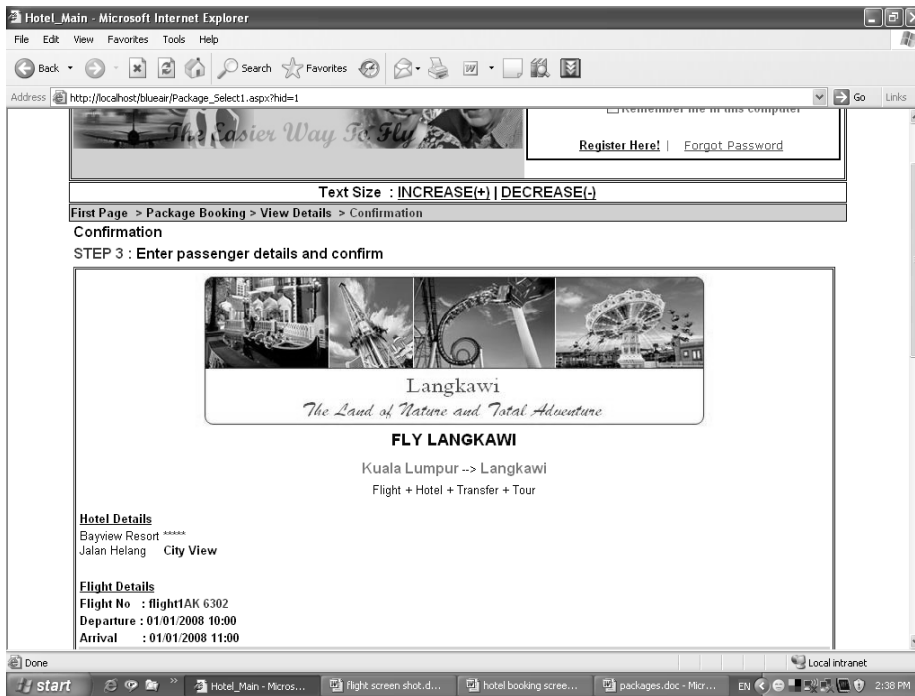 Hotel_Main - Microsoft Internet Explorer
File Edit View Favorites Tools Help
Back Search Favorites
Address http://localhost/blueair/Package_Select1.aspx?hid=1 Go Links
The Easier Way To Fly
Remember me in this computer
Register Here! | Forgot Password
Text Size : INCREASE(+) | DECREASE(-)
First Page > Package Booking > View Details > Confirmation
Confirmation
STEP 3 : Enter passenger details and confirm
Langkawi
The Land of Nature and Total Adventure
FLY LANGKAWI
Kuala Lumpur --> Langkawi
Flight + Hotel + Transfer + Tour
Hotel Details
Bayview Resort *****
Jalan Helang City View
Flight Details
Flight No : flight1AK 6302
Departure : 01/01/2008 10:00
Arrival : 01/01/2008 11:00
Done Local intranet
start Hotel_Main - Micros... flight screen shot.d... hotel booking scree... packages.doc - Micr... EN 2:38 PM